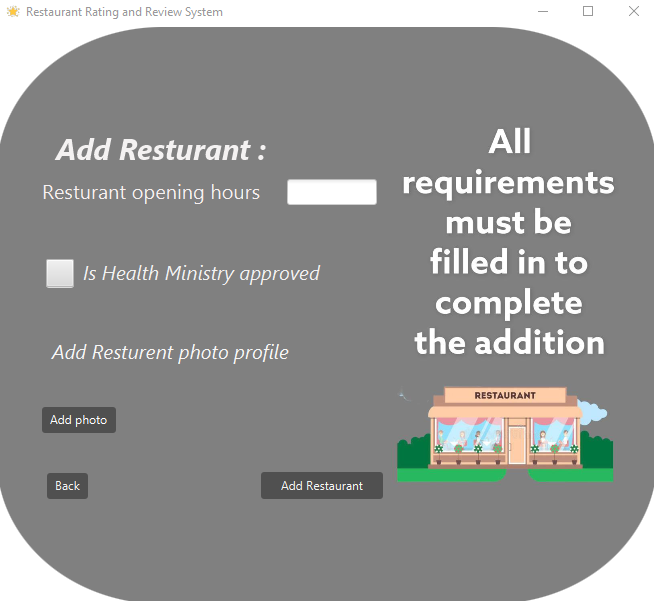 Restaurant Rating and Review System
Add Resturant :
Resturant opening hours
Is Health Ministry approved
Add Resturent photo profile
Add photo
Back
Add Restaurant
All
requirements
must be
filled in to
complete
the addition
RESTAURANT